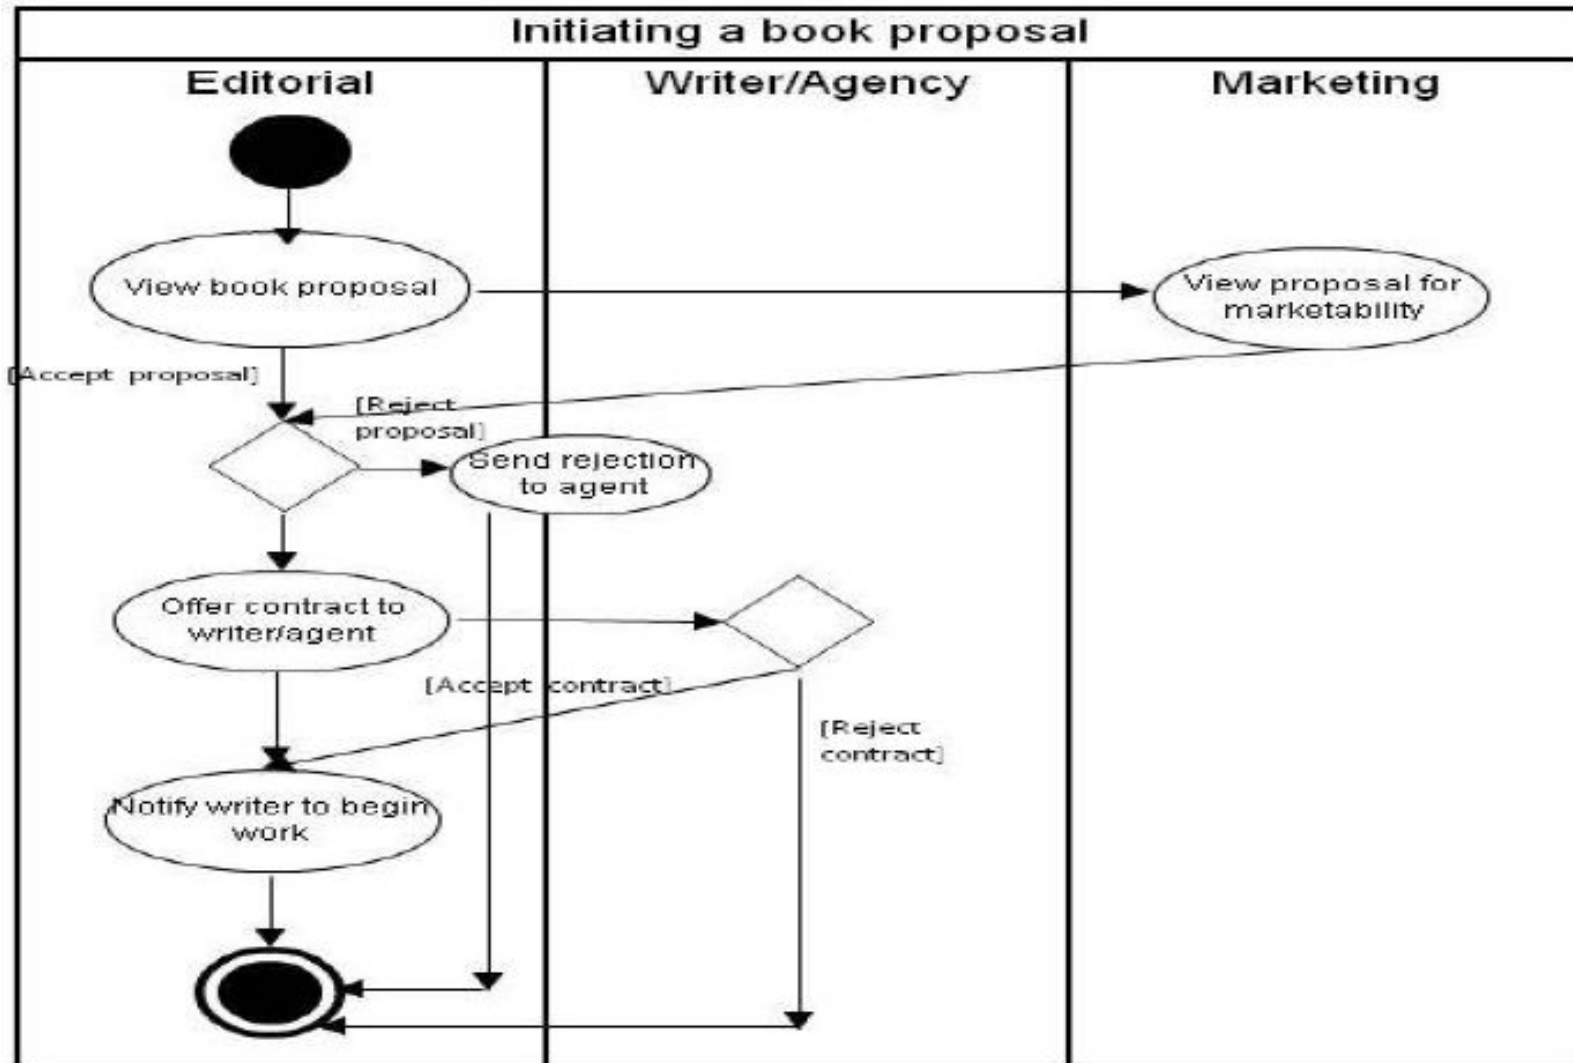 Initiating a book proposal
Editorial
Writer/Agency
Marketing
View book proposal
View proposal for
marketability
[Accept proposal]
[Reject
proposal]
Send rejection
to agent
Offer contract to
writer/agent
[Accept contract]
[Reject
contract]
Notify writer to begin
work